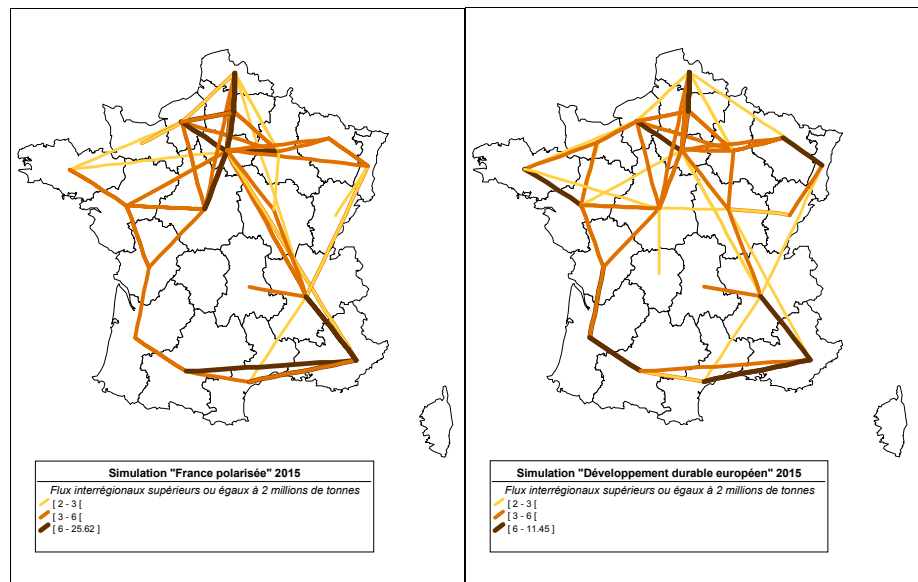 Simulation "France polarisée" 2015
Flux interrégionaux supérieurs ou égaux à 2 millions de tonnes
[ 2 - 3 [
[ 3 - 6 [
[ 6 - 25.62 ]
Simulation "Développement durable européen" 2015
Flux interrégionaux supérieurs ou égaux à 2 millions de tonnes
[ 2 - 3 [
[ 3 - 6 [
[ 6 - 11.45 ]